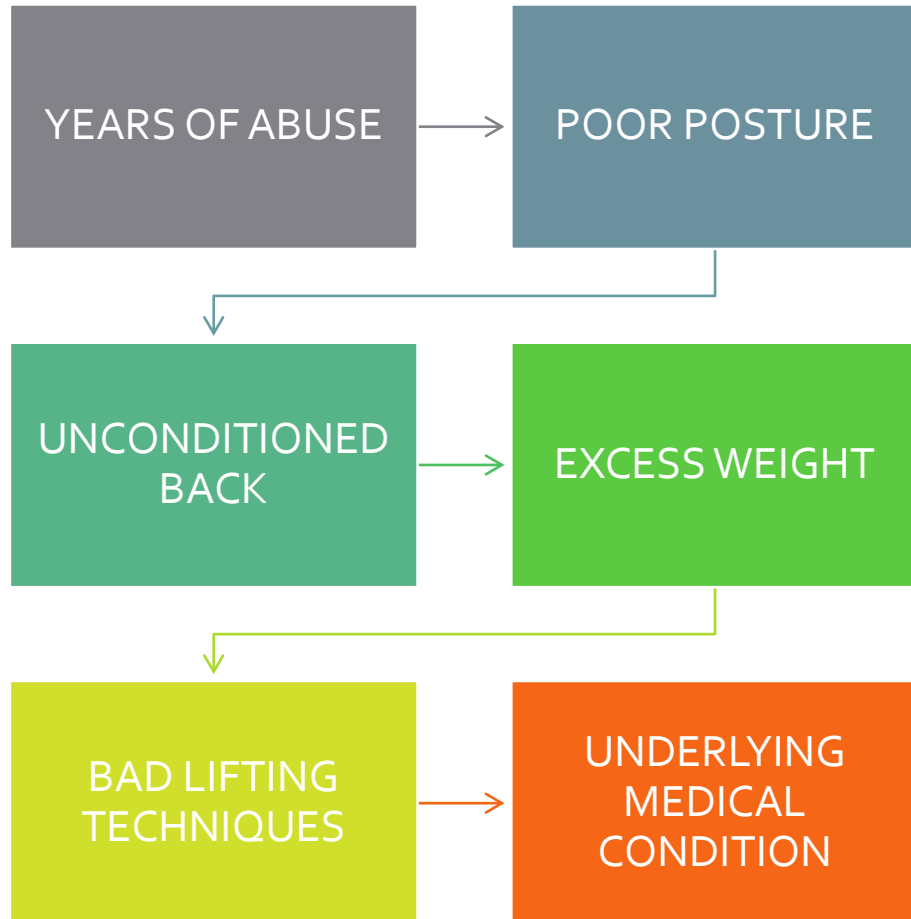 YEARS OF ABUSE
POOR POSTURE
UNCONDITIONED
BACK
EXCESS WEIGHT
BAD LIFTING
TECHNIQUES
UNDERLYING
MEDICAL
CONDITION